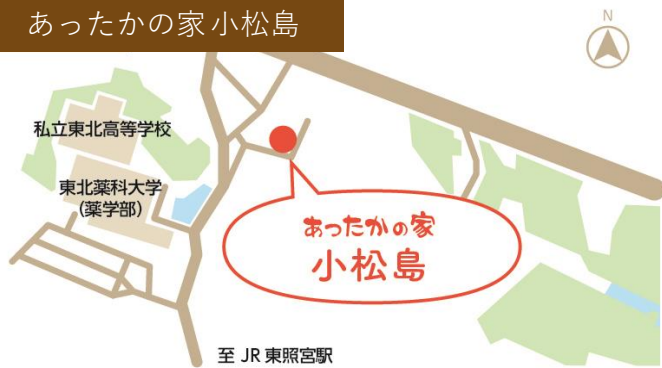 あったかの家 小松島
N
私立東北高等学校
東北薬科大学
(薬学部)
あったかの家
小松島
至 JR 東照宮駅